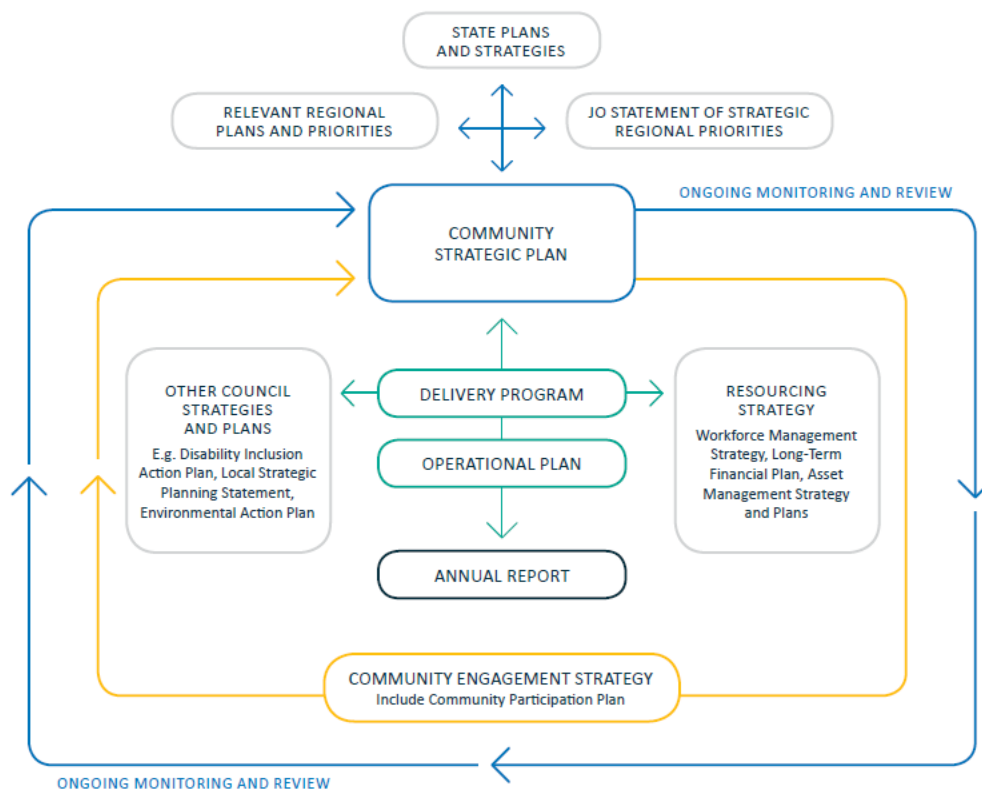 STATE PLANS
AND STRATEGIES
RELEVANT REGIONAL
PLANS AND PRIORITIES
JO STATEMENT OF STRATEGIC
REGIONAL PRIORITIES
ONGOING MONITORING AND REVIEW
COMMUNITY
STRATEGIC PLAN
OTHER COUNCIL
STRATEGIES
AND PLANS
E.g. Disability Inclusion
Action Plan, Local Strategic
Planning Statement,
Environmental Action Plan
DELIVERY PROGRAM
OPERATIONAL PLAN
ANNUAL REPORT
RESOURCING
STRATEGY
Workforce Management
Strategy, Long-Term
Financial Plan, Asset
Management Strategy
and Plans
COMMUNITY ENGAGEMENT STRATEGY
Include Community Participation Plan
ONGOING MONITORING AND REVIEW